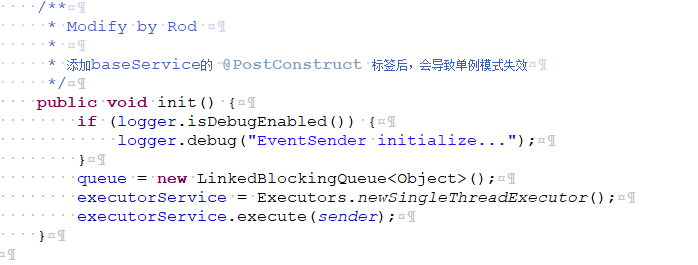 /**
 * Modify by Rod
 *
 * 添加baseService的 @PostConstruct 标签后，会导致单例模式失效
 */
public void init() {
    if (logger.isDebugEnabled()) {
        logger.debug("EventSender initialize...");
    }
    queue = new LinkedBlockingQueue<Object>();
    executorService = Executors.newSingleThreadExecutor();
    executorService.execute(sender);
}